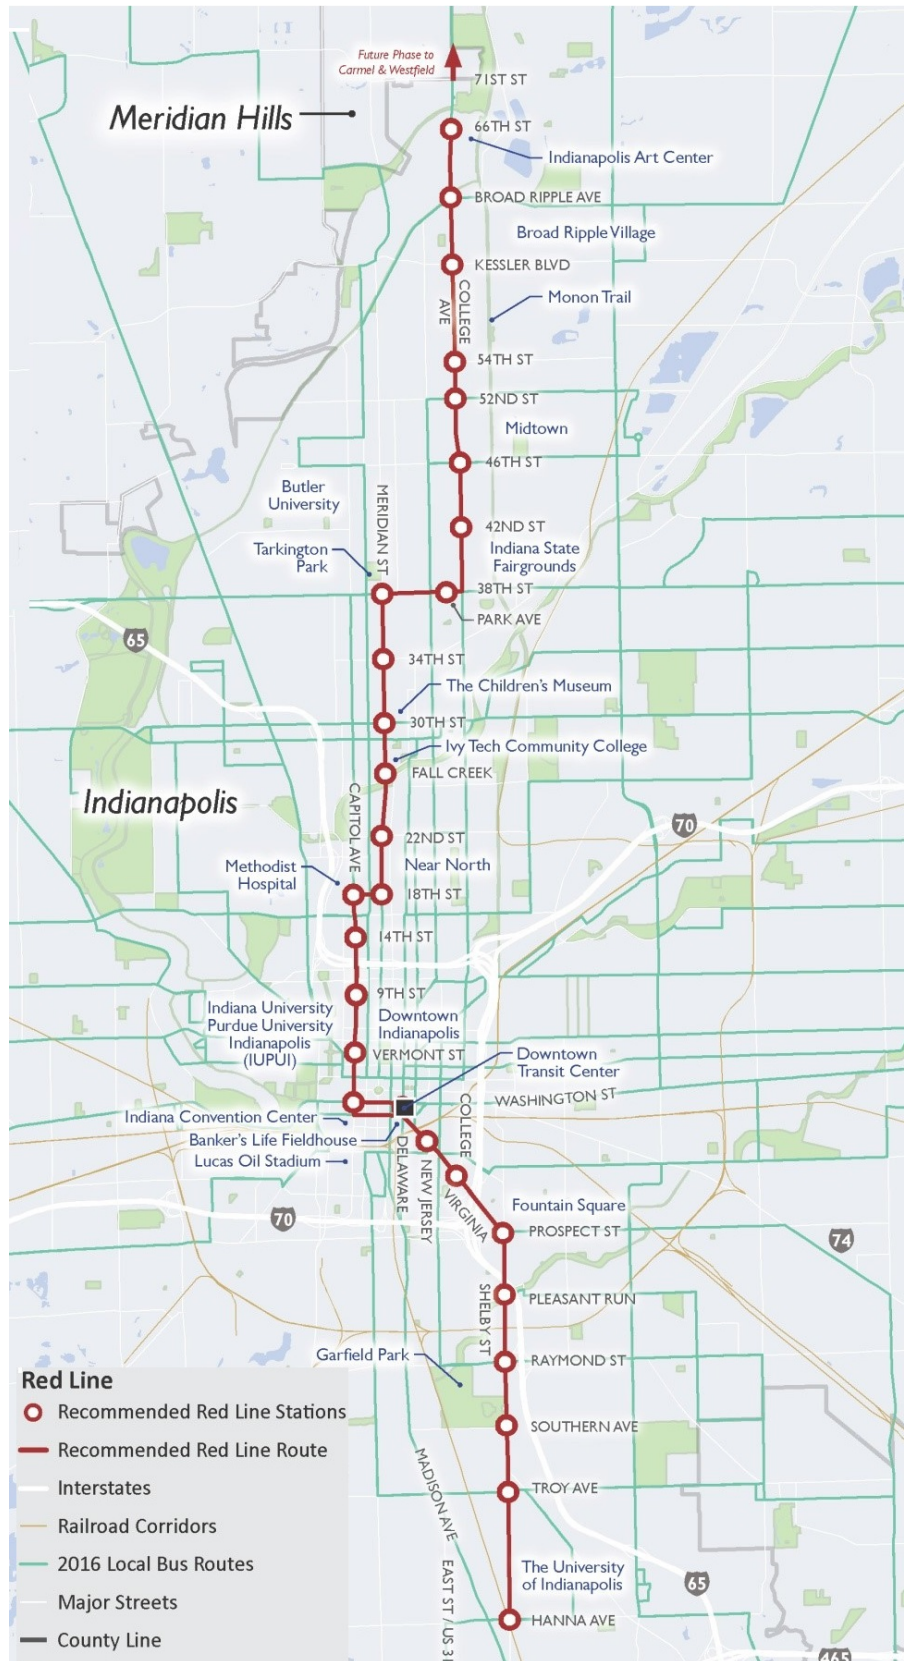 Future Phase to
Carmel & Westfield
71ST ST
Meridian Hills
66TH ST
Indianapolis Art Center
BROAD RIPPLE AVE
Broad Ripple Village
KESSLER BLVD
COLLEGE
AVE
Monon Trail
54TH ST
52ND ST
Midtown
46TH ST
Butler
University
MERIDIAN ST
42ND ST
Tarkington
Park
Indiana State
Fairgrounds
38TH ST
PARK AVE
65
34TH ST
The Children's Museum
30TH ST
Ivy Tech Community College
FALL CREEK
Indianapolis
CAPITOL AVE
70
22ND ST
Methodist
Hospital
Near North
18TH ST
14TH ST
9TH ST
Indiana University
Purdue University
Indianapolis
(IUPUI)
Downtown
Indianapolis
VERMONT ST
Downtown
Transit Center
WASHINGTON ST
Indiana Convention Center
COLLEGE
Banker's Life Fieldhouse
Lucas Oil Stadium
DELAWARE
NEW JERSEY
VIRGINIA
Fountain Square
70
PROSPECT ST
74
PLEASANT RUN
SHELBY ST
Garfield Park
RAYMOND ST
SOUTHERN AVE
MADISON AVE
TROY AVE
EAST ST / US 31
The University
of Indianapolis
65
HANNA AVE
465
Red Line
Recommended Red Line Stations
Recommended Red Line Route
Interstates
Railroad Corridors
2016 Local Bus Routes
Major Streets
County Line